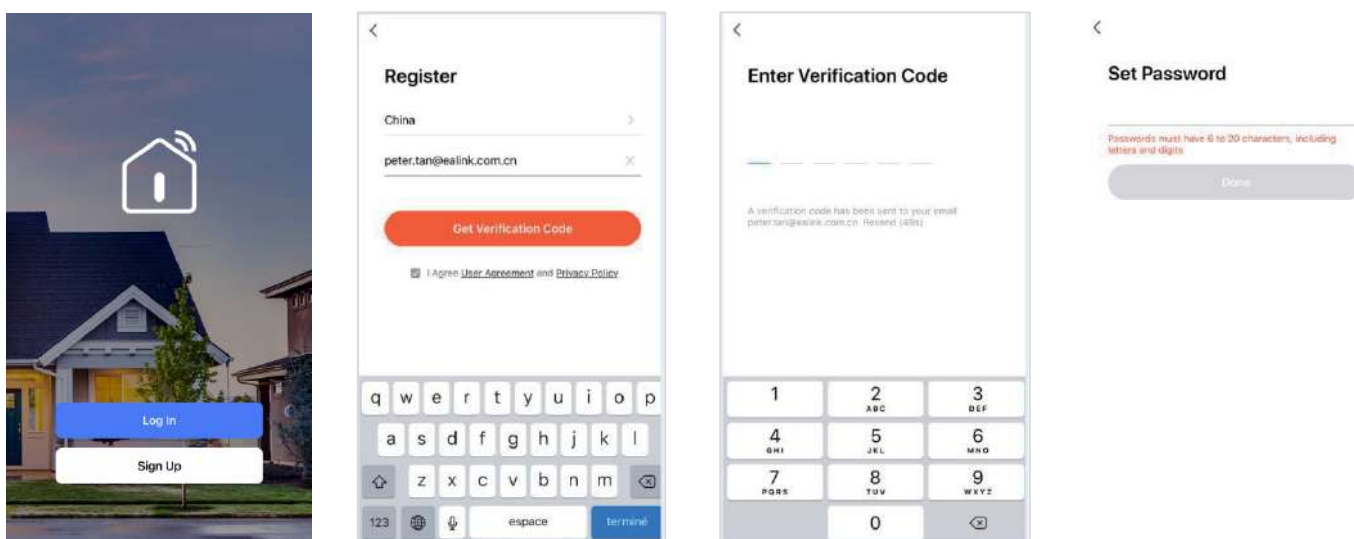 Log In
Sign Up
Register
China
peter.tan@ealink.com.cn
Get Verification Code
I Agree User Agreement and Privacy Policy
q w e r t y u i o p
a s d f g h j k l
z x c v b n m
123 espace terminé
Enter Verification Code
A verification code has been sent to your email
peter.tan@ealink.com.cn Resend (48s)
1 2 3
ABC DEF
4 5 6
GHI JKL MNO
7 8 9
PQRS TUV WXYZ
0
Set Password
Passwords must have 6 to 20 characters, including
letters and digits
Done